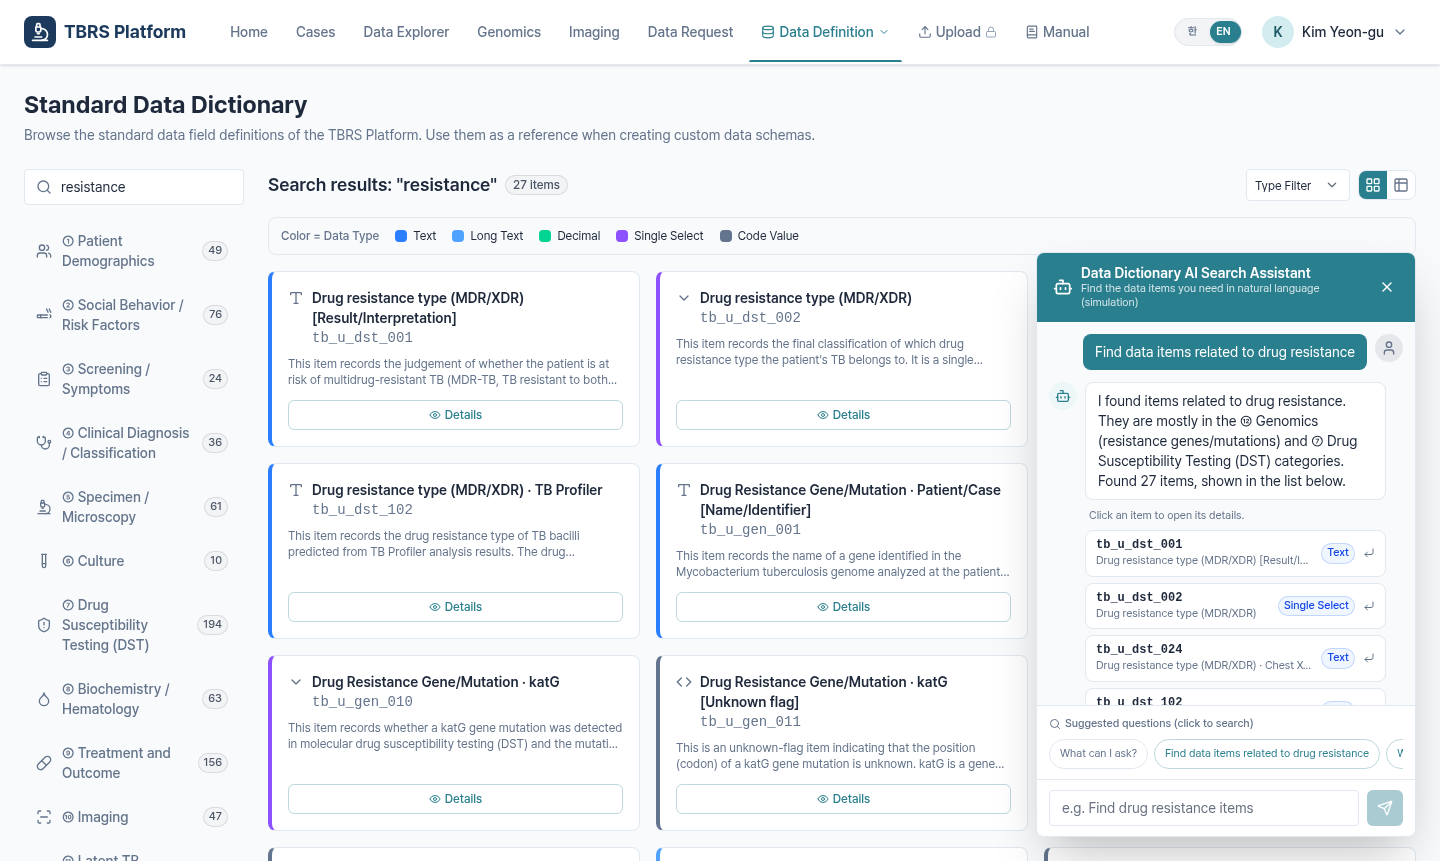 TBRS Platform
Home
Cases
Data Explorer
Genomics
Imaging
Data Request
Data Definition
Upload
Manual
한
EN
K
Kim Yeon-gu
Standard Data Dictionary
Browse the standard data field definitions of the TBRS Platform. Use them as a reference when creating custom data schemas.
resistance
① Patient
Demographics
49
② Social Behavior /
Risk Factors
76
③ Screening /
Symptoms
24
④ Clinical Diagnosis
/ Classification
36
⑤ Specimen /
Microscopy
61
⑥ Culture
10
⑦ Drug
Susceptibility
Testing (DST)
194
⑧ Biochemistry /
Hematology
63
⑨ Treatment and
Outcome
156
⑩ Imaging
47
Latent TB
Search results: "resistance"
27 items
Type Filter
Color = Data Type
Text
Long Text
Decimal
Single Select
Code Value
Drug resistance type (MDR/XDR)
[Result/Interpretation]
tb_u_dst_001
This item records the judgement of whether the patient is at
risk of multidrug-resistant TB (MDR-TB, TB resistant to both...
Details
Drug resistance type (MDR/XDR)
tb_u_dst_002
This item records the final classification of which drug
resistance type the patient's TB belongs to. It is a single...
Details
Drug resistance type (MDR/XDR) · TB Profiler
tb_u_dst_102
This item records the drug resistance type of TB bacilli
predicted from TB Profiler analysis results. The drug...
Details
Drug Resistance Gene/Mutation · Patient/Case
[Name/Identifier]
tb_u_gen_001
This item records the name of a gene identified in the
Mycobacterium tuberculosis genome analyzed at the patient...
Details
Drug Resistance Gene/Mutation · katG
tb_u_gen_010
This item records whether a katG gene mutation was detected
in molecular drug susceptibility testing (DST) and the mutati...
Details
Drug Resistance Gene/Mutation · katG
[Unknown flag]
tb_u_gen_011
This is an unknown-flag item indicating that the position
(codon) of a katG gene mutation is unknown. katG is a gene...
Details
Data Dictionary AI Search Assistant
Find the data items you need in natural language
(simulation)
Find data items related to drug resistance
I found items related to drug resistance.
They are mostly in the Genomics
(resistance genes/mutations) and ⑦ Drug
Susceptibility Testing (DST) categories.
Found 27 items, shown in the list below.
Click an item to open its details.
tb_u_dst_001
Drug resistance type (MDR/XDR) [Result/I...
Text
tb_u_dst_002
Drug resistance type (MDR/XDR)
Single Select
tb_u_dst_024
Drug resistance type (MDR/XDR) · Chest X...
Text
tb_u_dst_102
Suggested questions (click to search)
What can I ask?
Find data items related to drug resistance
e.g. Find drug resistance items